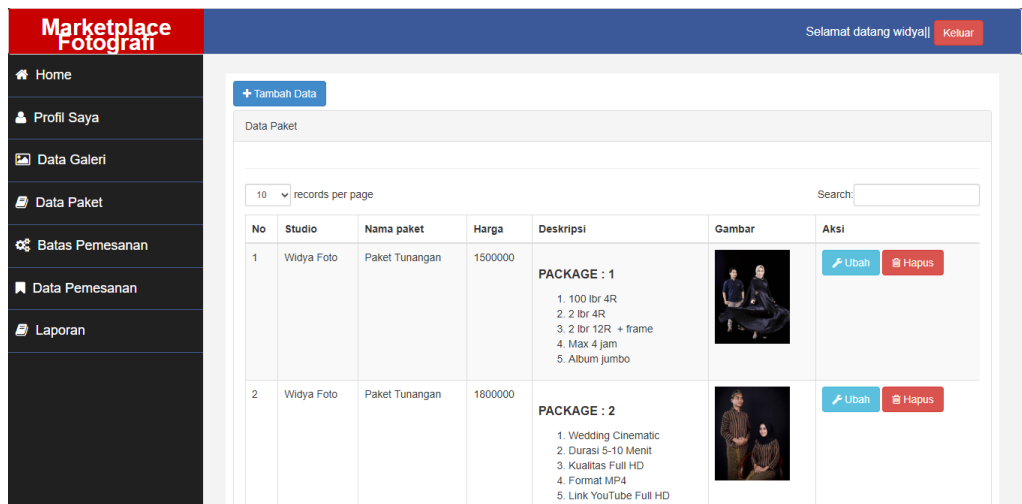 Marketplace
Fotografi
Selamat datang widya|| Keluar
Home
Profil Saya
Data Galeri
Data Paket
Batas Pemesanan
Data Pemesanan
Laporan
+ Tambah Data
Data Paket
10 records per page
Search:
No Studio Nama paket Harga Deskripsi Gambar Aksi
1 Widya Foto Paket Tunangan 1500000
PACKAGE : 1
1. 100 lbr 4R
2. 2 lbr 4R
3. 2 lbr 12R + frame
4. Max 4 jam
5. Album jumbo
Ubah Hapus
2 Widya Foto Paket Tunangan 1800000
PACKAGE : 2
1. Wedding Cinematic
2. Durasi 5-10 Menit
3. Kualitas Full HD
4. Format MP4
5. Link YouTube Full HD
Ubah Hapus